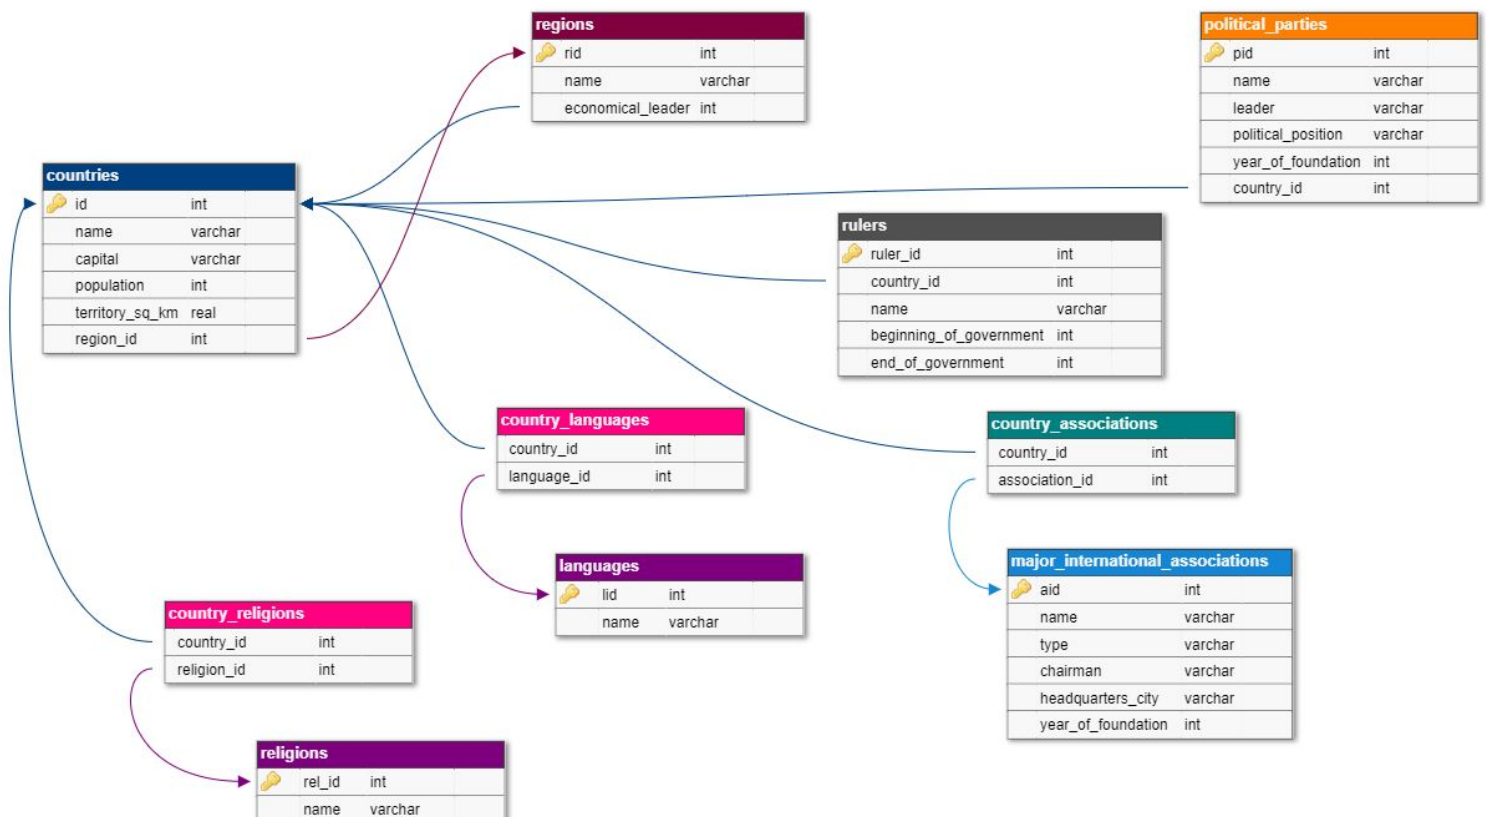 regions
rid int
name varchar
economical_leader int
political_parties
pid int
name varchar
leader varchar
political_position varchar
year_of_foundation int
country_id int
countries
id int
name varchar
capital varchar
population int
territory_sq_km real
region_id int
rulers
ruler_id int
country_id int
name varchar
beginning_of_government int
end_of_government int
country_languages
country_id int
language_id int
country_associations
country_id int
association_id int
languages
lid int
name varchar
major_international_associations
aid int
name varchar
type varchar
chairman varchar
headquarters_city varchar
year_of_foundation int
country_religions
country_id int
religion_id int
religions
rel_id int
name varchar